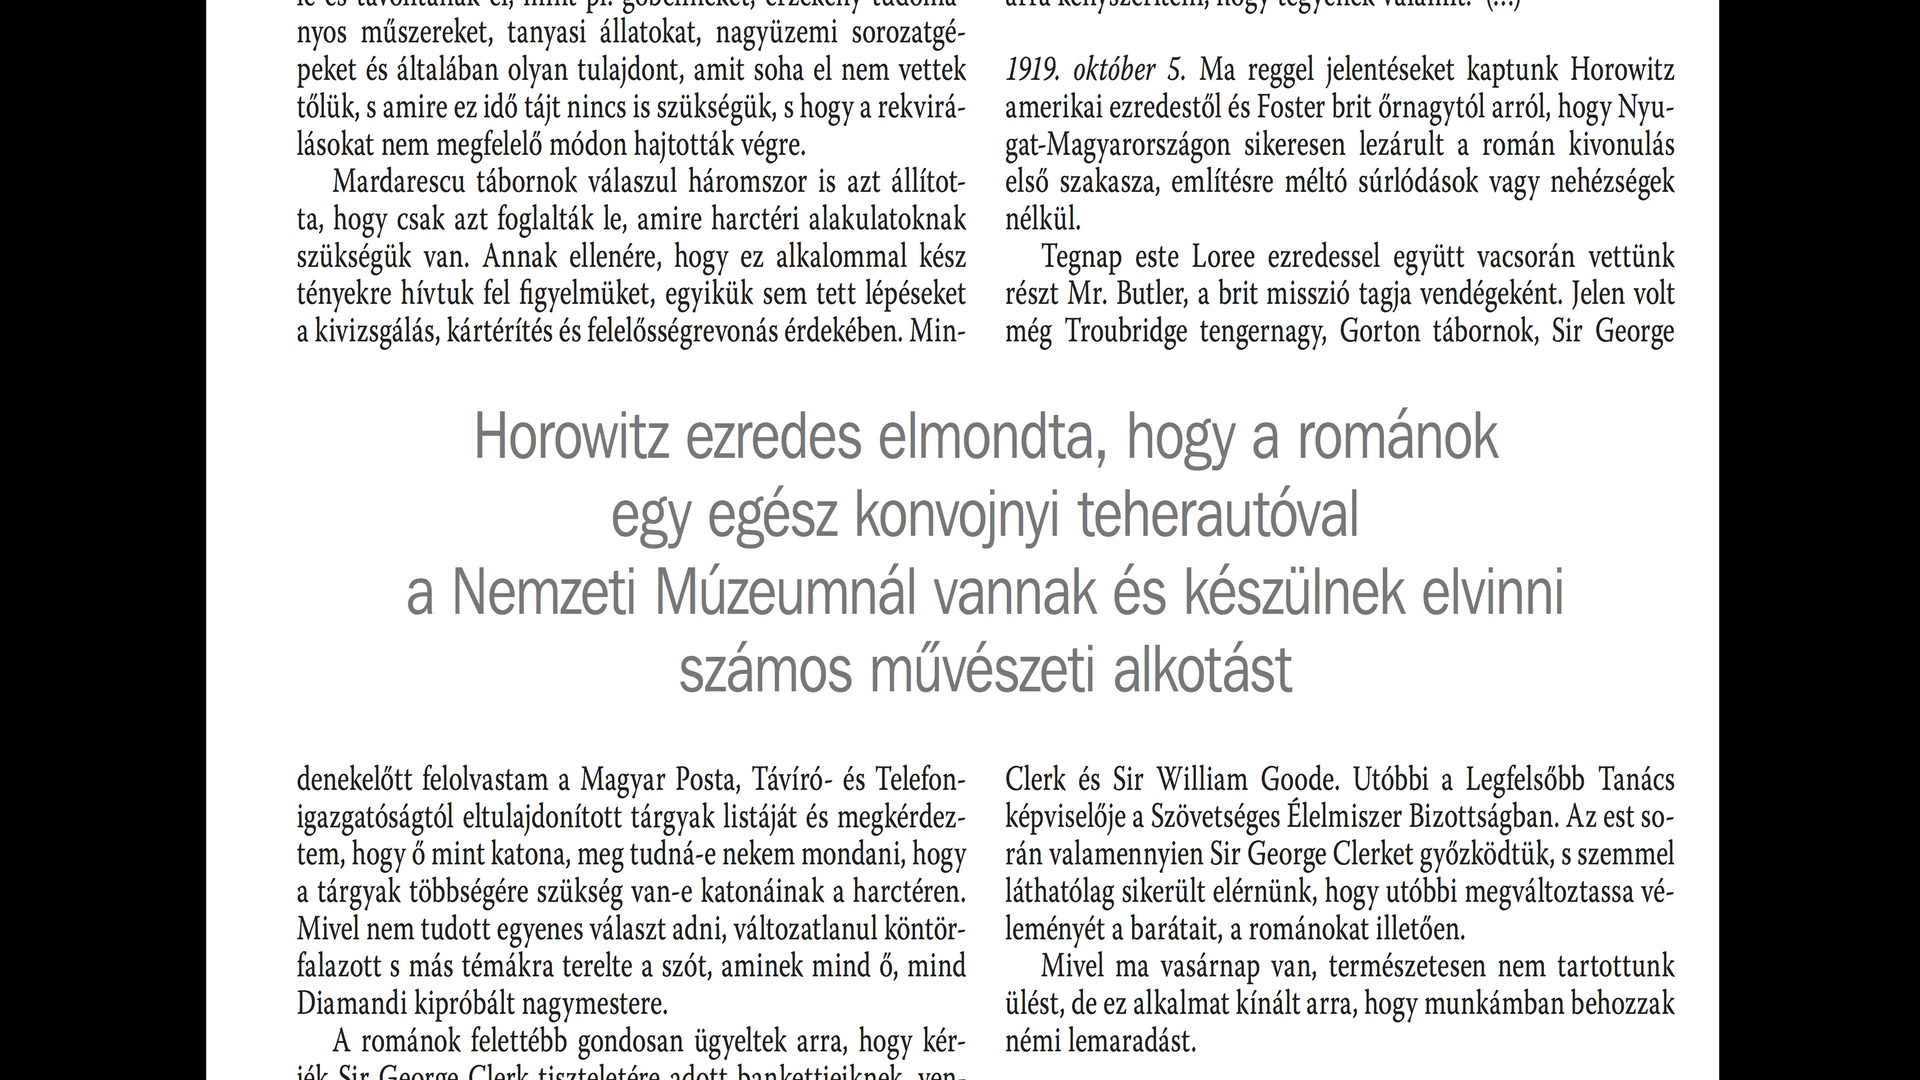 nyos műszereket, tanyasi állatokat, nagyüzemi sorozatgé-
peket és általában olyan tulajdont, amit soha el nem vettek
tőlük, s amire ez idő tájt nincs is szükségük, s hogy a rekvirá-
lásokat nem megfelelő módon hajtották végre.
Mardarescu tábornok válaszul háromszor is azt állítot-
ta, hogy csak azt foglalták le, amire harctéri alakulatoknak
szükségük van. Annak ellenére, hogy ez alkalommal kész
tényekre hívtuk fel figyelmüket, egyikük sem tett lépéseket
a kivizsgálás, kártérítés és felelősségrevonás érdekében. Min-
1919. október 5. Ma reggel jelentéseket kaptunk Horowitz
amerikai ezredestől és Foster brit őrnagytól arról, hogy Nyu-
gat-Magyarországon sikeresen lezárult a román kivonulás
első szakasza, említésre méltó súrlódások vagy nehézségek
nélkül.
Tegnap este Loree ezredessel együtt vacsorán vettünk
részt Mr. Butler, a brit misszió tagja vendégeként. Jelen volt
még Troubridge tengernagy, Gorton tábornok, Sir George
Horowitz ezredes elmondta, hogy a románok
egy egész konvojnyi teherautóval
a Nemzeti Múzeumnál vannak és készülnek elvinni
számos művészeti alkotást
denekelőtt felolvastam a Magyar Posta, Távíró- és Telefon-
igazgatóságtól eltulajdonított tárgyak listáját és megkérdez-
tem, hogy ő mint katona, meg tudná-e nekem mondani, hogy
a tárgyak többségére szükség van-e katonáinak a harctéren.
Mivel nem tudott egyenes választ adni, változatlanul köntör-
falazott s más témákra terelte a szót, aminek mind ő, mind
Diamandi kipróbált nagymestere.
A románok felettébb gondosan ügyeltek arra, hogy kér-
jék Sir George Clerk tiszteletére adott bankettjeiknek, ven-
Clerk és Sir William Goode. Utóbbi a Legfelsőbb Tanács
képviselője a Szövetséges Élelmiszer Bizottságban. Az est so-
rán valamennyien Sir George Clerket győzködtük, s szemmel
láthatólag sikerült elérnünk, hogy utóbbi megváltoztassa vé-
leményét a barátait, a románokat illetően.
Mivel ma vasárnap van, természetesen nem tartottunk
ülést, de ez alkalmat kínált arra, hogy munkámban behozzak
némi lemaradást.